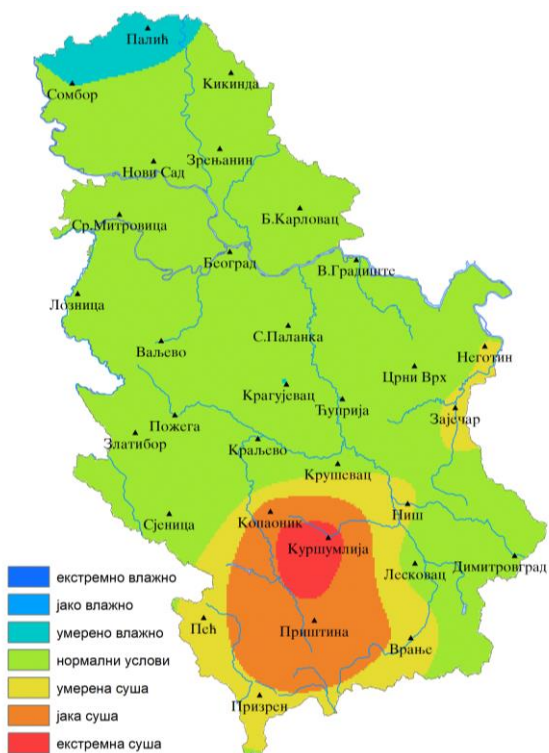 Палић
Сомбор
Кикинда
Зрењанин
Нови Сад
Ср.Митровица
Б.Карловац
Београд
В.Градиште
Лозница
С.Паланка
Ваљево
Неготин
Црни Врх
Крагујевац
Ћуприја
Зајечар
Пожега
Златибор
Краљево
Крушевац
Копаоник
Ниш
Сјеница
Куршумлија
Лесковац
Димитровград
Пећ
Приштина
Врање
Призрен
екстремно влажно
јако влажно
умерено влажно
нормални услови
умерена суша
јака суша
екстремна суша